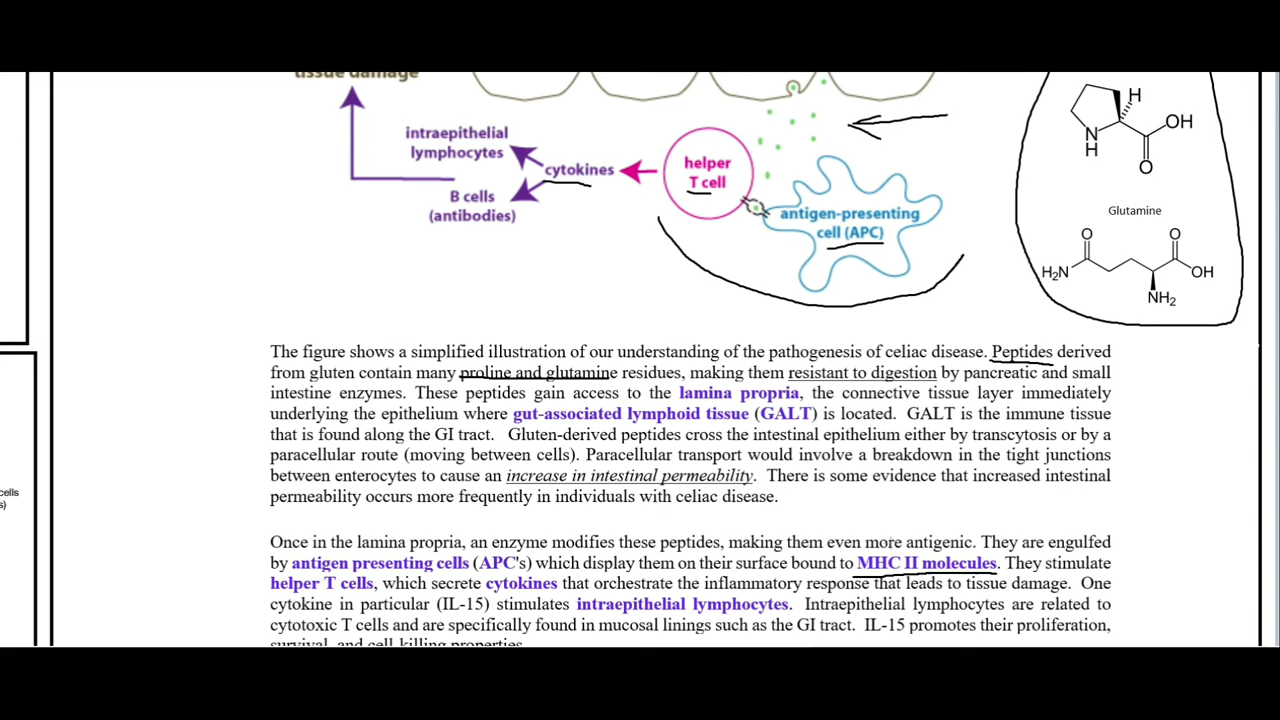 tissue damage
intraepithelial
lymphocytes
cytokines
B cells
(antibodies)
helper
T cell
antigen-presenting
cell (APC)
H
N
H
OH
O
Glutamine
O
O
H2N
OH
NH2
cells
s)
The figure shows a simplified illustration of our understanding of the pathogenesis of celiac disease. Peptides derived
from gluten contain many proline and glutamine residues, making them resistant to digestion by pancreatic and small
intestine enzymes. These peptides gain access to the lamina propria, the connective tissue layer immediately
underlying the epithelium where gut-associated lymphoid tissue (GALT) is located. GALT is the immune tissue
that is found along the GI tract. Gluten-derived peptides cross the intestinal epithelium either by transcytosis or by a
paracellular route (moving between cells). Paracellular transport would involve a breakdown in the tight junctions
between enterocytes to cause an increase in intestinal permeability. There is some evidence that increased intestinal
permeability occurs more frequently in individuals with celiac disease.
Once in the lamina propria, an enzyme modifies these peptides, making them even more antigenic. They are engulfed
by antigen presenting cells (APC's) which display them on their surface bound to MHC II molecules. They stimulate
helper T cells, which secrete cytokines that orchestrate the inflammatory response that leads to tissue damage. One
cytokine in particular (IL-15) stimulates intraepithelial lymphocytes. Intraepithelial lymphocytes are related to
cytotoxic T cells and are specifically found in mucosal linings such as the GI tract. IL-15 promotes their proliferation,
survival, and cell-killing properties.